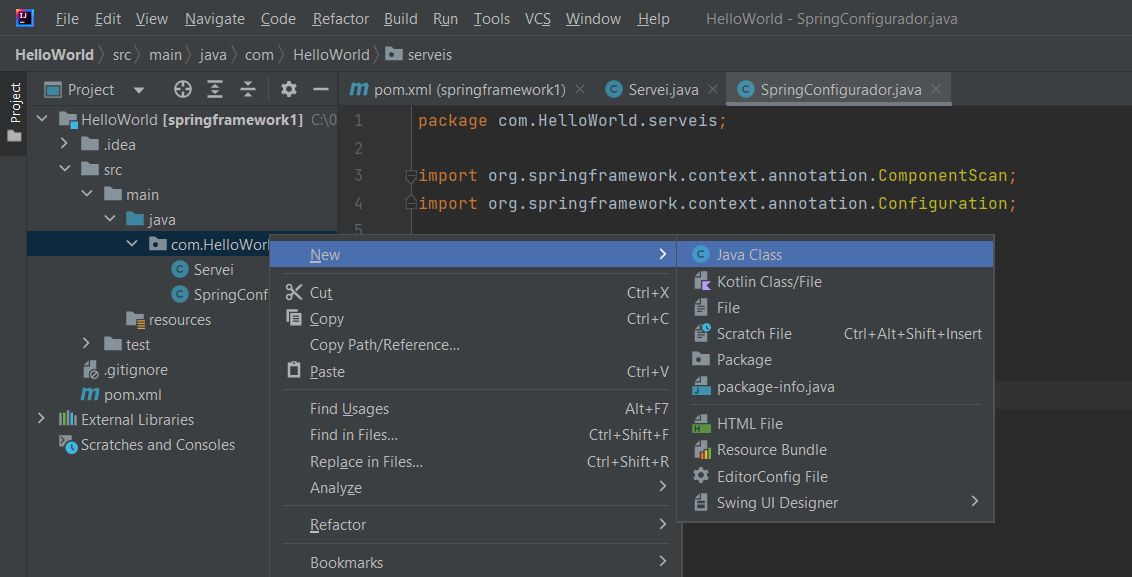 File Edit View Navigate Code Refactor Build Run Tools VCS Window Help HelloWorld - SpringConfigurador.java
HelloWorld src main java com HelloWorld serveis
Project
Project
pom.xml (springframework1) Servei.java SpringConfigurador.java
HelloWorld [springframework1] C:\0
.idea
src
main
java
com.HelloWorl
Servei
SpringConf
resources
test
.gitignore
pom.xml
External Libraries
Scratches and Consoles
1 package com.HelloWorld.serveis;
2
3 import org.springframework.context.annotation.ComponentScan;
4 import org.springframework.context.annotation.Configuration;
5
New
Cut Ctrl+X
Copy Ctrl+C
Copy Path/Reference...
Paste Ctrl+V
Find Usages Alt+F7
Find in Files... Ctrl+Shift+F
Replace in Files... Ctrl+Shift+R
Analyze
Refactor
Bookmarks
Java Class
Kotlin Class/File
File
Scratch File Ctrl+Alt+Shift+Insert
Package
package-info.java
HTML File
Resource Bundle
EditorConfig File
Swing UI Designer